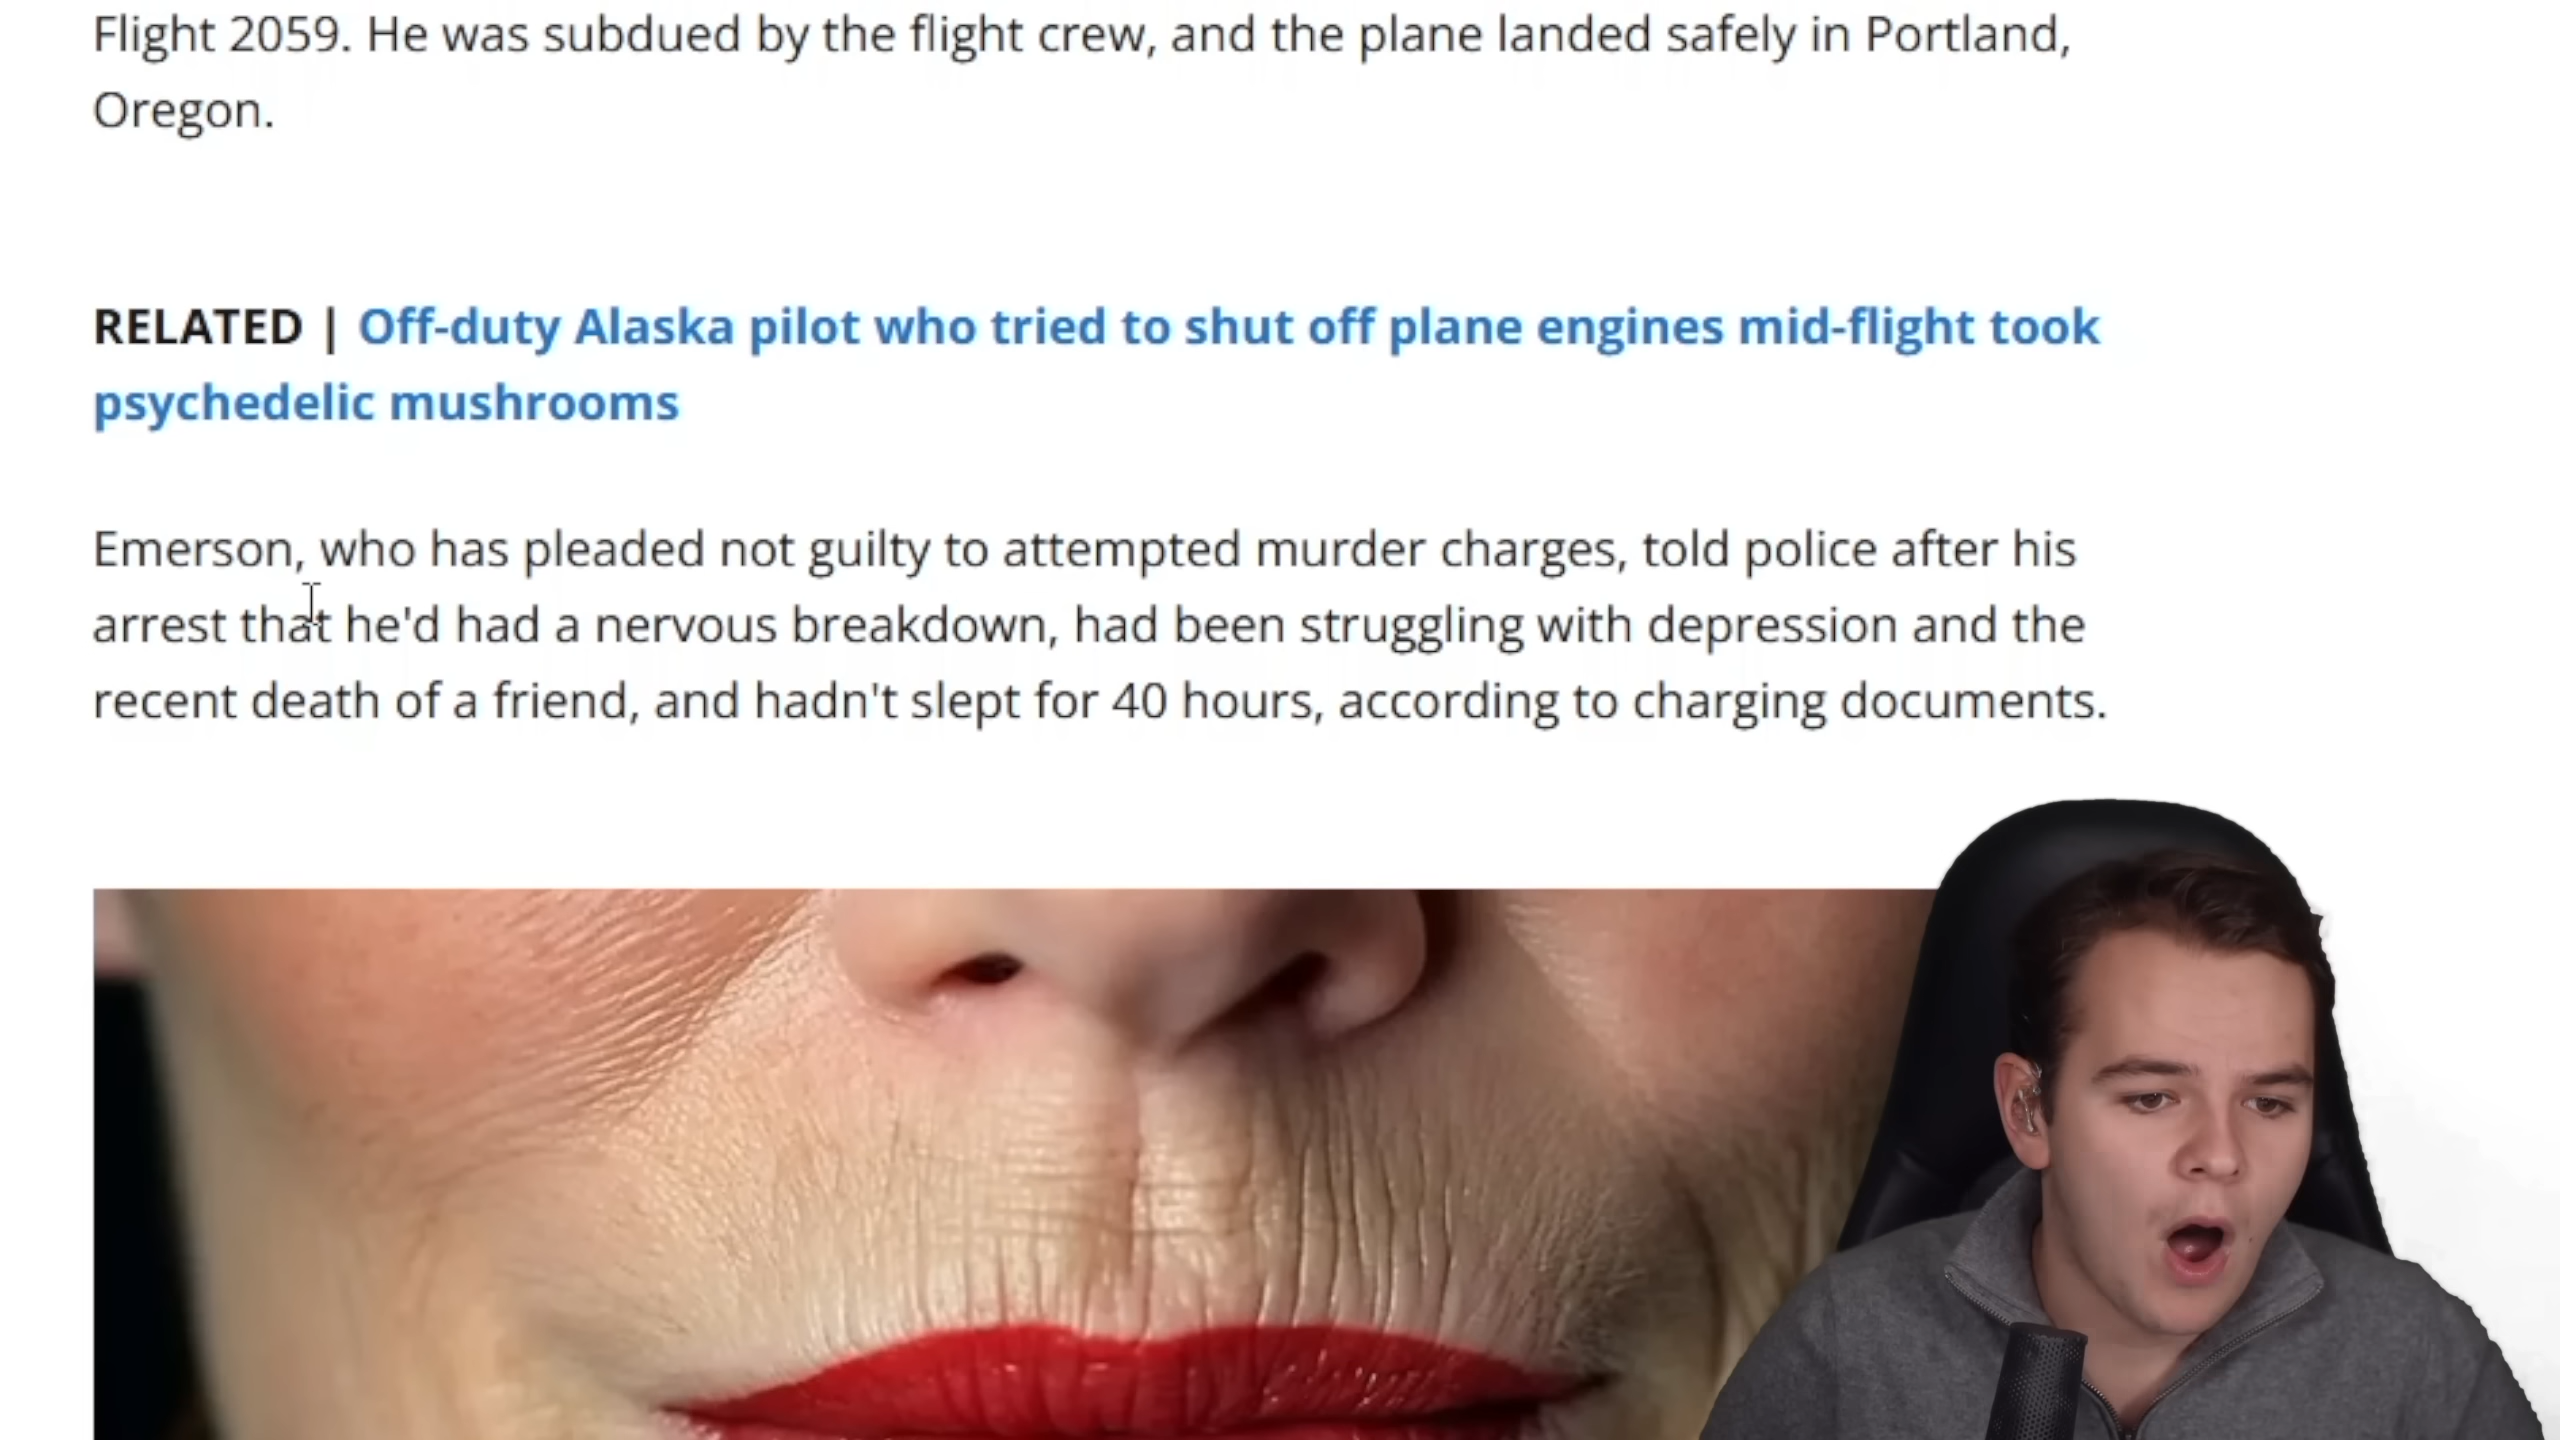 Flight 2059. He was subdued by the flight crew, and the plane landed safely in Portland,
Oregon.
RELATED | Off-duty Alaska pilot who tried to shut off plane engines mid-flight took
psychedelic mushrooms
Emerson, who has pleaded not guilty to attempted murder charges, told police after his
arrest that he'd had a nervous breakdown, had been struggling with depression and the
recent death of a friend, and hadn't slept for 40 hours, according to charging documents.